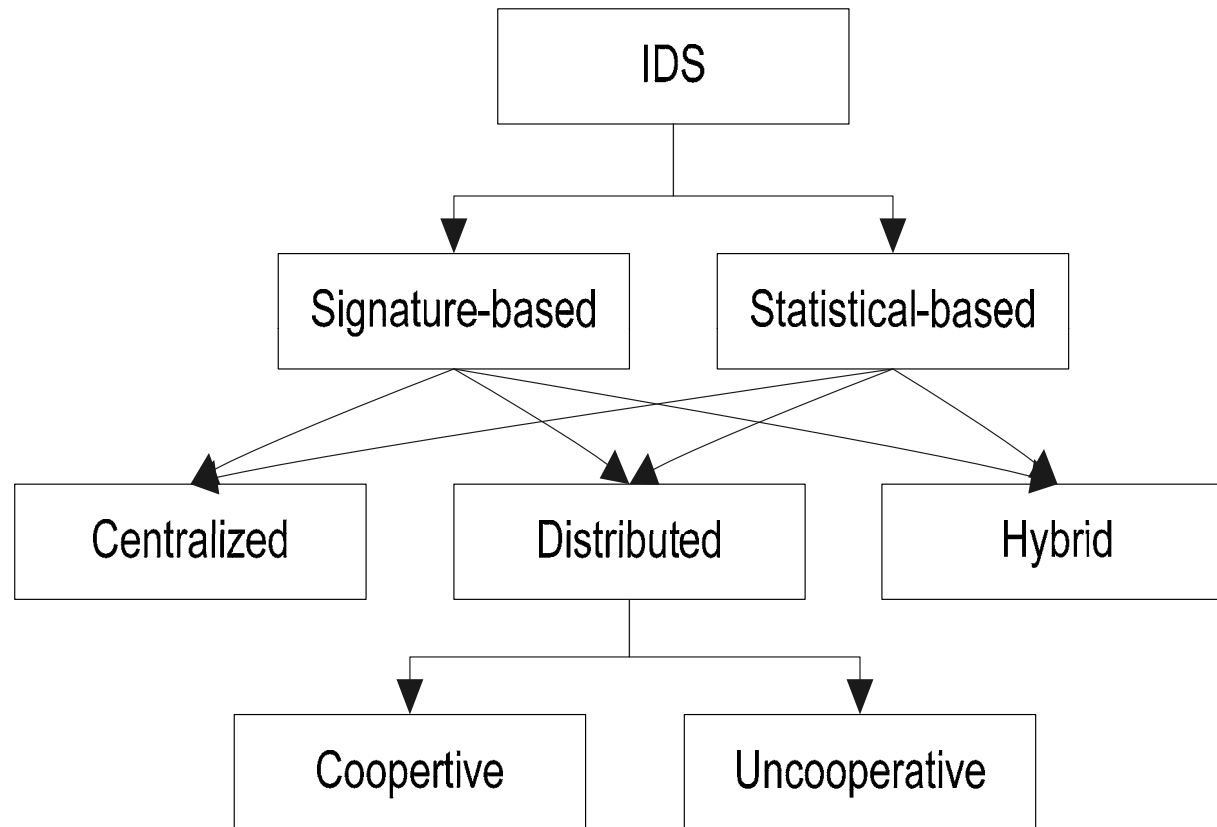 IDS
Signature-based
Statistical-based
Centralized
Distributed
Hybrid
Coopertive
Uncooperative